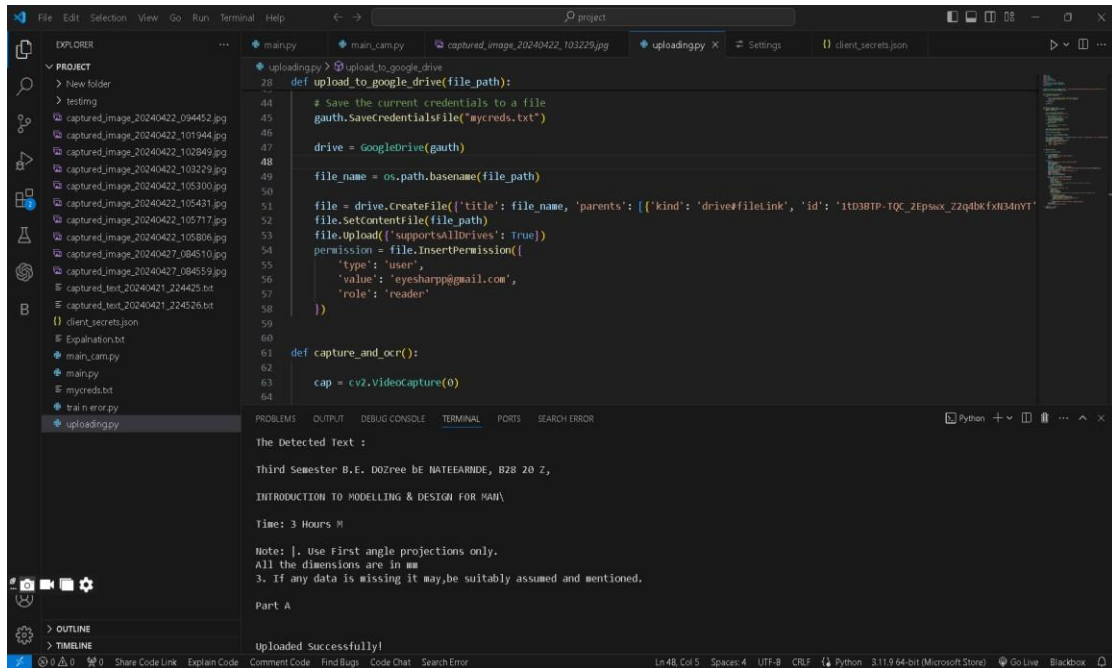 File Edit Selection View Go Run Terminal Help
project
EXPLORER
main.py
main_cam.py
captured_image_20240422_103229.jpg
uploading.py
Settings
client_secrets.json
PROJECT
New folder
testimg
captured_image_20240422_094452.jpg
captured_image_20240422_101944.jpg
captured_image_20240422_102849.jpg
captured_image_20240422_103229.jpg
captured_image_20240422_105300.jpg
captured_image_20240422_105431.jpg
captured_image_20240422_105717.jpg
captured_image_20240422_105806.jpg
captured_image_20240427_084510.jpg
captured_image_20240427_084559.jpg
captured_text_20240421_224425.txt
captured_text_20240421_224526.txt
client_secrets.json
Expalnation.txt
main_cam.py
main.py
mycreds.txt
trai n eror.py
uploading.py
OUTLINE
TIMELINE
uploading.py > upload_to_google_drive
28 def upload_to_google_drive(file_path):
44 # Save the current credentials to a file
45 gauth.SaveCredentialsFile("mycreds.txt")
46
47 drive = GoogleDrive(gauth)
48
49 file_name = os.path.basename(file_path)
50
51 file = drive.CreateFile({'title': file_name, 'parents': [{'kind': 'drive#fileLink', 'id':
52 file.SetContentFile(file_path)
53 file.Upload({'supportsAllDrives': True})
54 permission = file.InsertPermission({
55 'type': 'user',
56 'value': 'eyesharpp@gmail.com',
57 'role': 'reader'
58 })
59
60
61 def capture_and_ocr():
62
63 cap = cv2.VideoCapture(0)
64
PROBLEMS OUTPUT DEBUG CONSOLE TERMINAL PORTS SEARCH ERROR
Python
The Detected Text :
Third Semester B.E. DOZree bE NATEEARNDE, B28 20 Z,
INTRODUCTION TO MODELLING & DESIGN FOR MAN\
Time: 3 Hours M
Note: |. Use First angle projections only.
All the dimensions are in mm
3. If any data is missing it may,be suitably assumed and mentioned.
Part A
Uploaded Successfully!
0 0 0 Share Code Link Explain Code Comment Code Find Bugs Code Chat Search Error Ln 48, Col 5 Spaces: 4 UTF-8 CRLF Python 3.11.9 64-bit (Microsoft Store) Go Live Blackbox